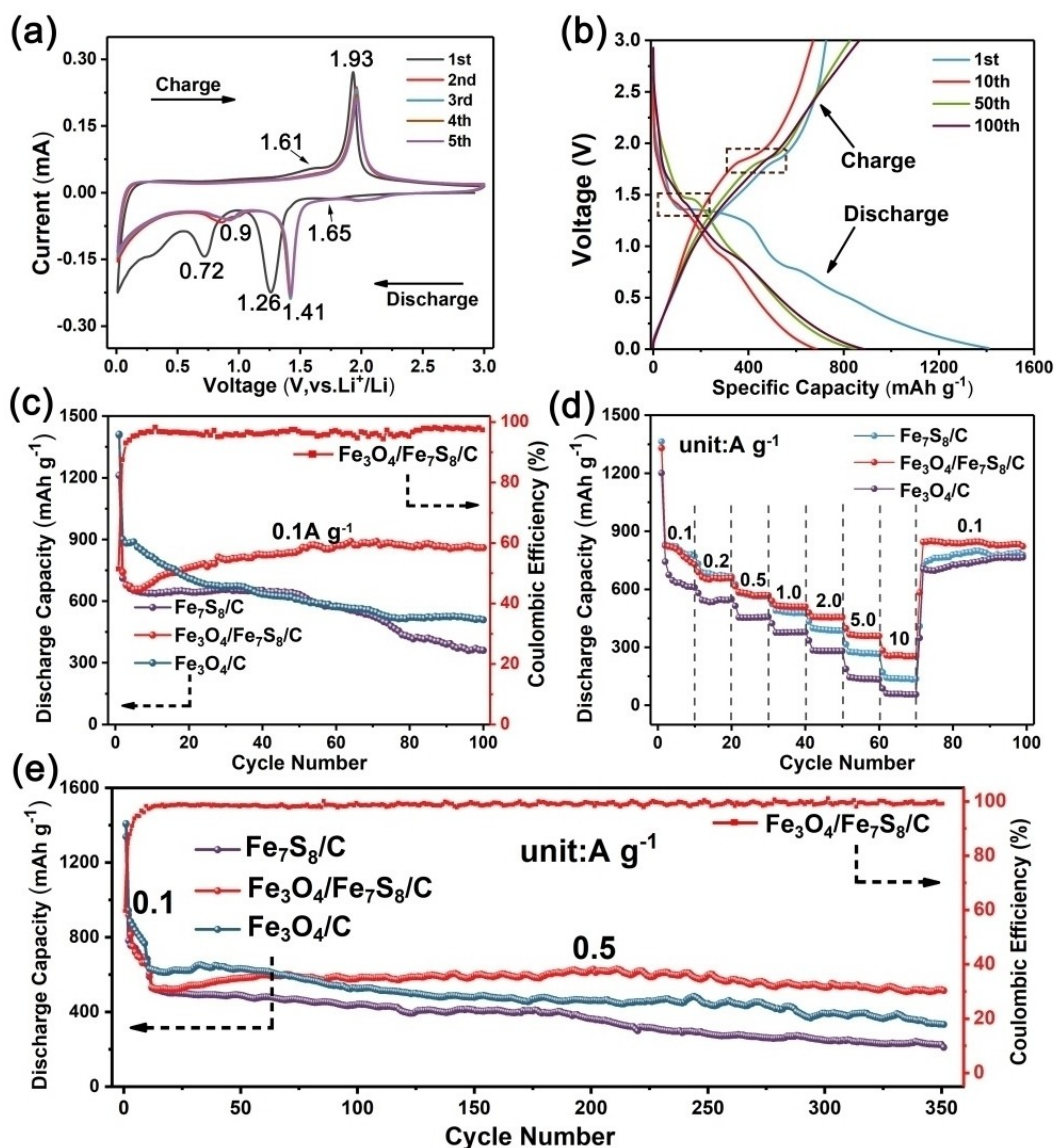 (a)
0.30
0.15
0.00
-0.15
-0.30
Current (mA)
Charge
1.93
1.61
1st
2nd
3rd
4th
5th
0.9
0.72
1.26
1.41
1.65
Discharge
0.0 0.5 1.0 1.5 2.0 2.5 3.0
Voltage (V,vs.Li⁺/Li)
(b)
3.0
2.5
2.0
1.5
1.0
0.5
0.0
Voltage (V)
1st
10th
50th
100th
Charge
Discharge
0 400 800 1200 1600
Specific Capacity (mAh g⁻¹)
(c)
1500
1200
900
600
300
0
Discharge Capacity (mAh g⁻¹)
Fe₃O₄/Fe₇S₈/C
0.1A g⁻¹
Fe₇S₈/C
Fe₃O₄/Fe₇S₈/C
Fe₃O₄/C
100
80
60
40
20
0
Coulombic Efficiency (%)
0 20 40 60 80 100
Cycle Number
(d)
1500
1200
900
600
300
0
Discharge Capacity (mAh g⁻¹)
unit:A g⁻¹
Fe₇S₈/C
Fe₃O₄/Fe₇S₈/C
Fe₃O₄/C
0.1
0.2
0.5
1.0
2.0
5.0
10
0.1
0 20 40 60 80 100
Cycle Number
(e)
1600
1200
800
400
0
Discharge Capacity (mAh g⁻¹)
0.1
Fe₇S₈/C
Fe₃O₄/Fe₇S₈/C
Fe₃O₄/C
unit:A g⁻¹
Fe₃O₄/Fe₇S₈/C
0.5
100
80
60
40
20
0
Coulombic Efficiency (%)
0 50 100 150 200 250 300 350
Cycle Number